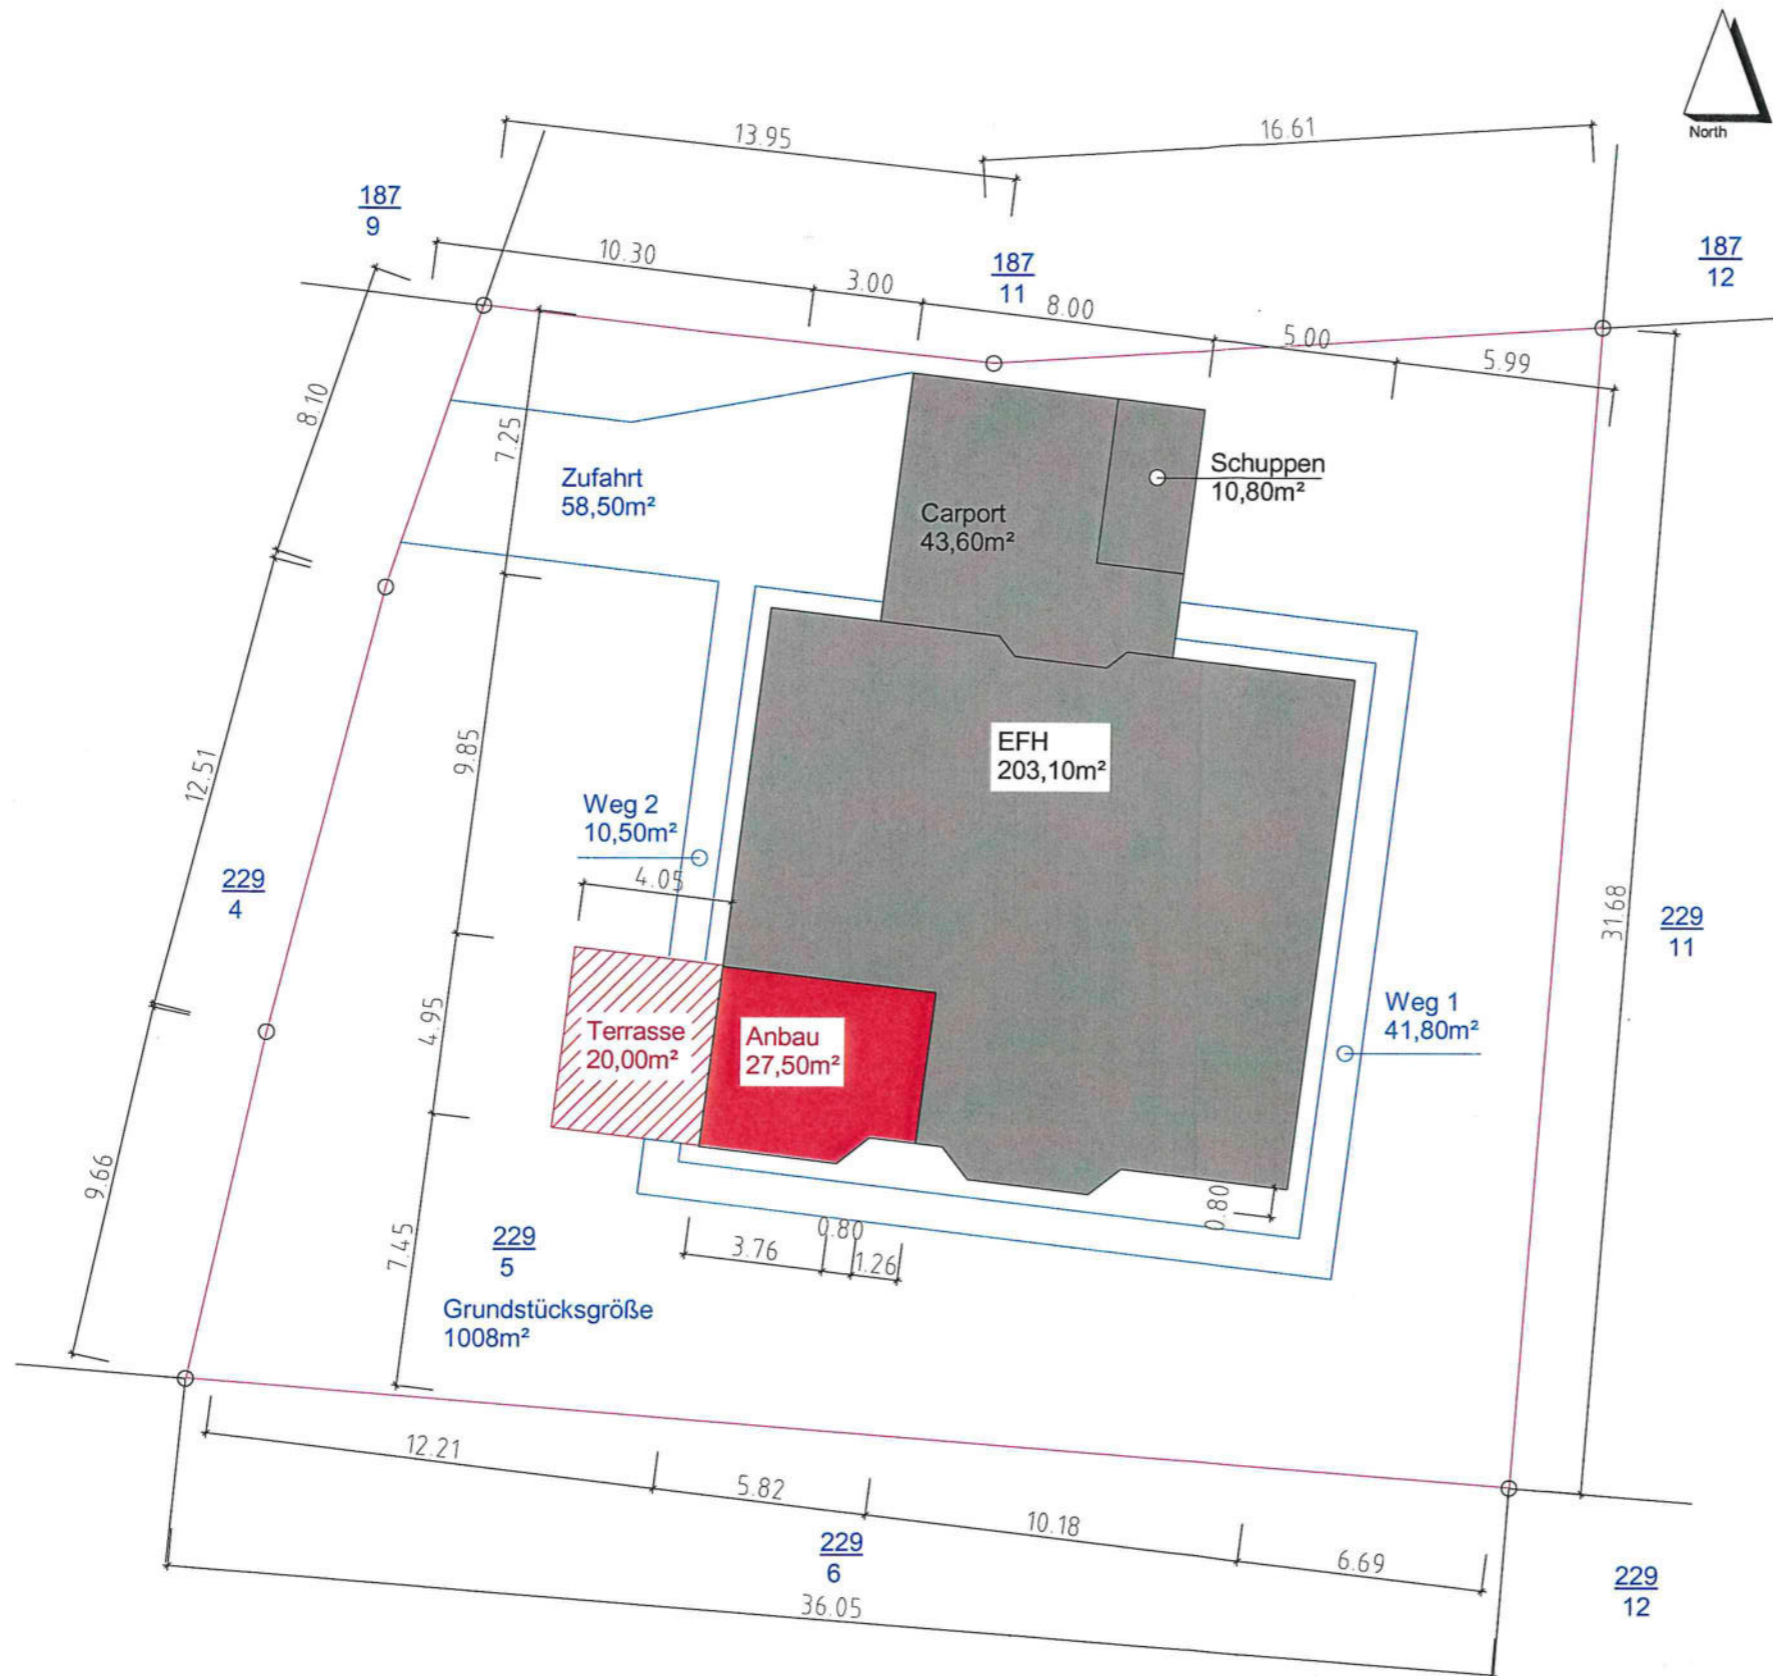 North
13.95
16.61
187
9
10.30
187
11
187
12
3.00
8.00
5.00
5.99
8.10
7.25
Zufahrt
58,50m²
Schuppen
10,80m²
Carport
43,60m²
EFH
203,10m²
9.85
12.51
Weg 2
10,50m²
4.05
229
4
31.68
229
11
Weg 1
41,80m²
4.95
Terrasse
20,00m²
Anbau
27,50m²
9.66
7.45
0.80
0.80
3.76
1.26
229
5
Grundstücksgröße
1008m²
12.21
5.82
10.18
6.69
229
6
36.05
229
12